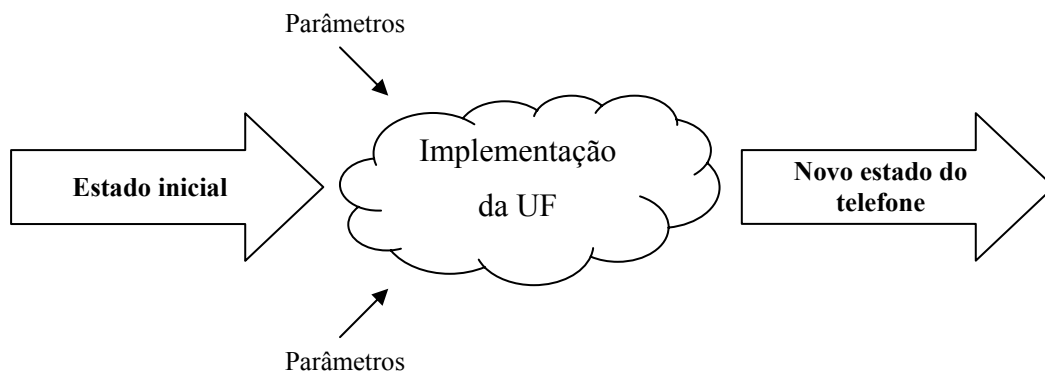 Parâmetros
Estado inicial
Implementação
da UF
Novo estado do
telefone
Parâmetros